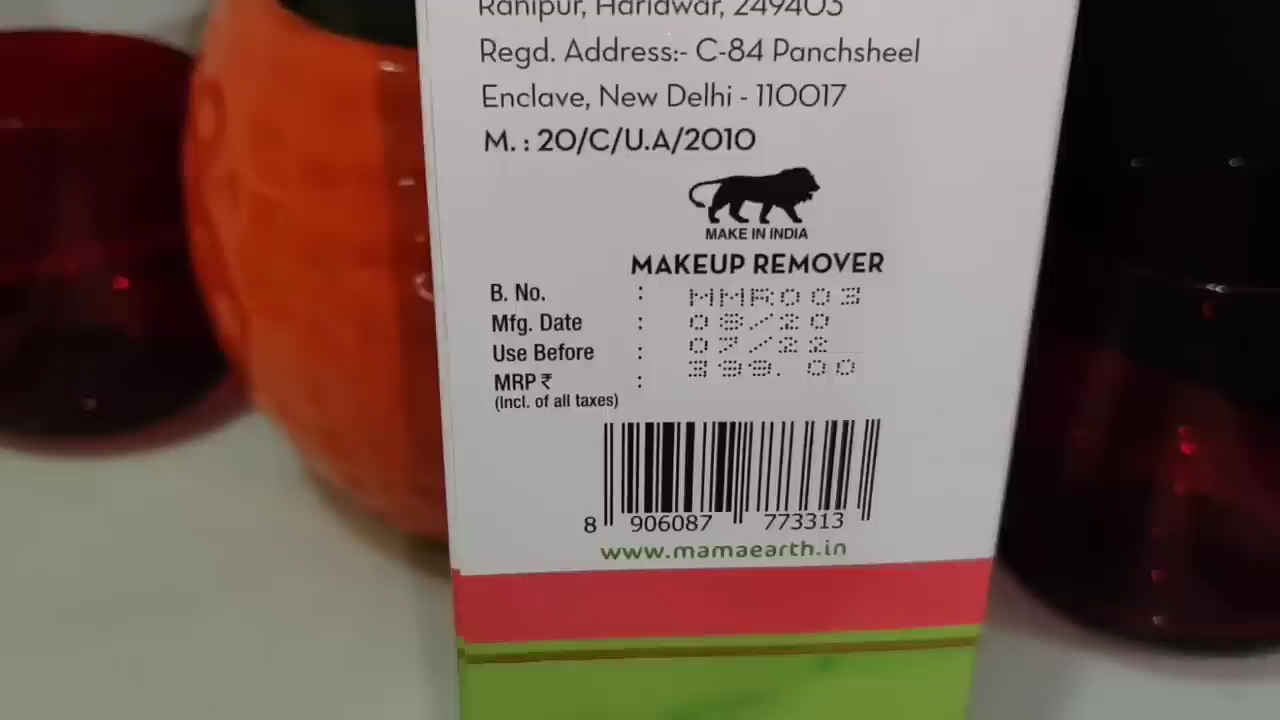 Ranipur, Haridwar, 249403
Regd. Address:- C-84 Panchsheel
Enclave, New Delhi - 110017
M. : 20/C/U.A/2010
MAKE IN INDIA
MAKEUP REMOVER
B. No. : MMR003
Mfg. Date : 08/20
Use Before : 07/22
MRP ₹ : 399.00
(Incl. of all taxes)
8 906087 773313
www.mamaearth.in